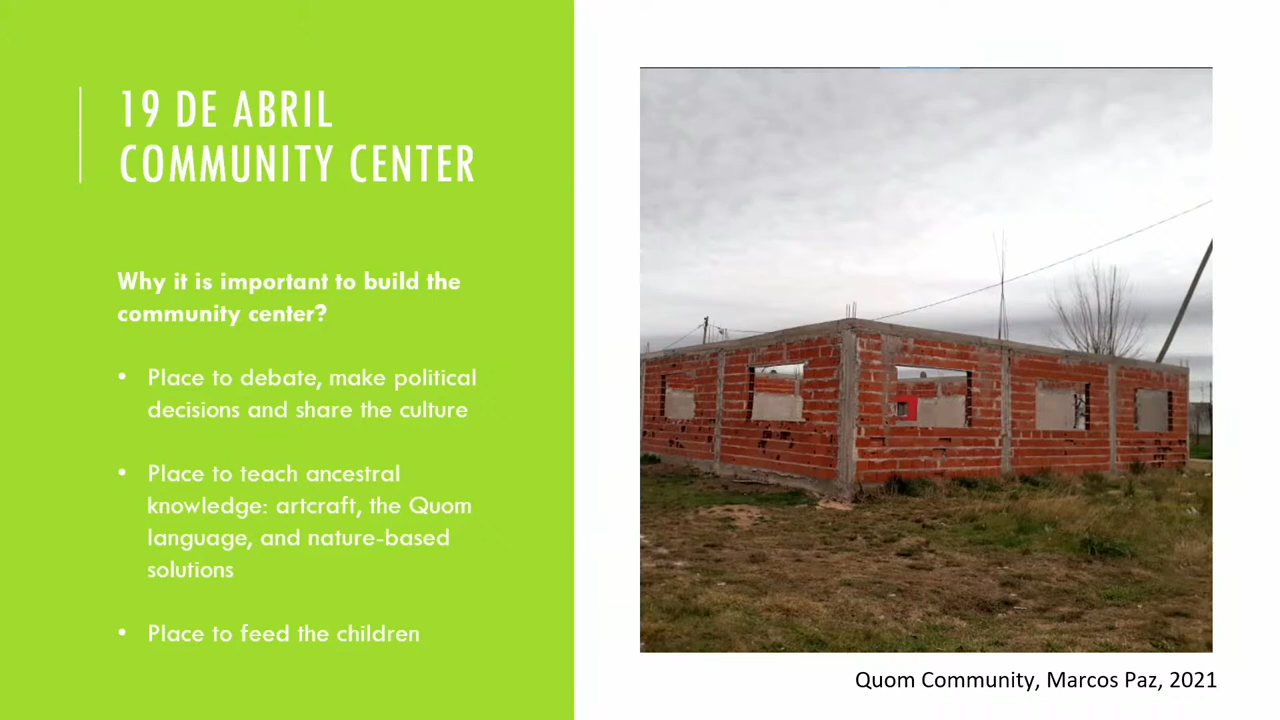 19 DE ABRIL
COMMUNITY CENTER
Why it is important to build the
community center?
• Place to debate, make political
decisions and share the culture
• Place to teach ancestral
knowledge: artcraft, the Quom
language, and nature-based
solutions
• Place to feed the children
Quom Community, Marcos Paz, 2021